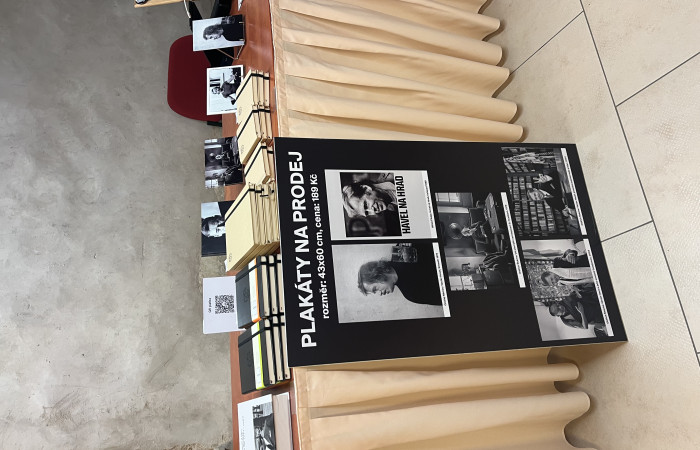 PLAKÁTY NA PRODEJ
rozměr: 43x60 cm, cena: 189 Kč
HAVEL NA HRAD